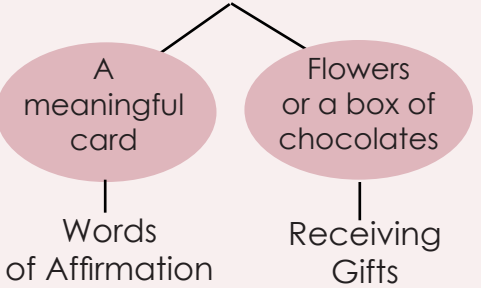 A
meaningful
card
Flowers
or a box of
chocolates
Words
of Affirmation
Receiving
Gifts